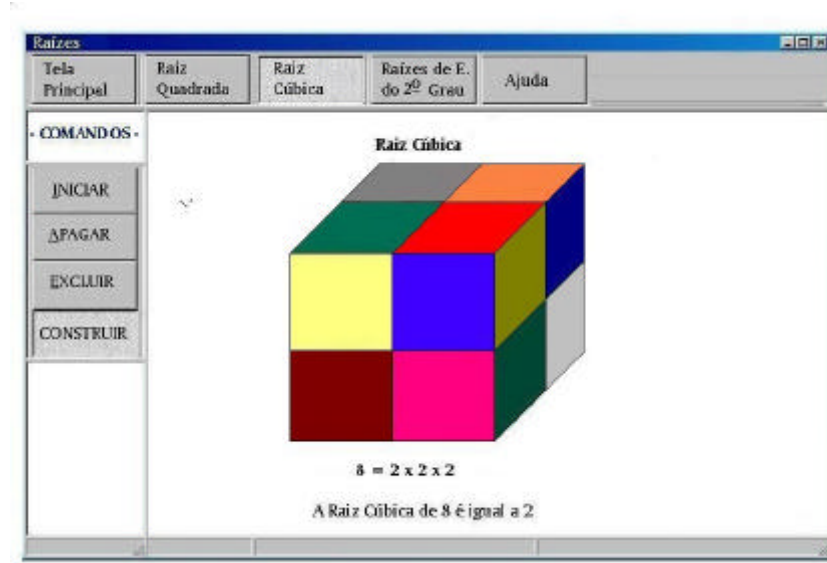 Raízes
Tela
Principal
Raiz
Quadrada
Raiz
Cúbica
Raízes de E.
do 2º Grau
Ajuda
- COMANDOS -
INICIAR
APAGAR
EXCLUIR
CONSTRUIR
Raiz Cúbica
8 = 2 x 2 x 2
A Raiz Cúbica de 8 é igual a 2